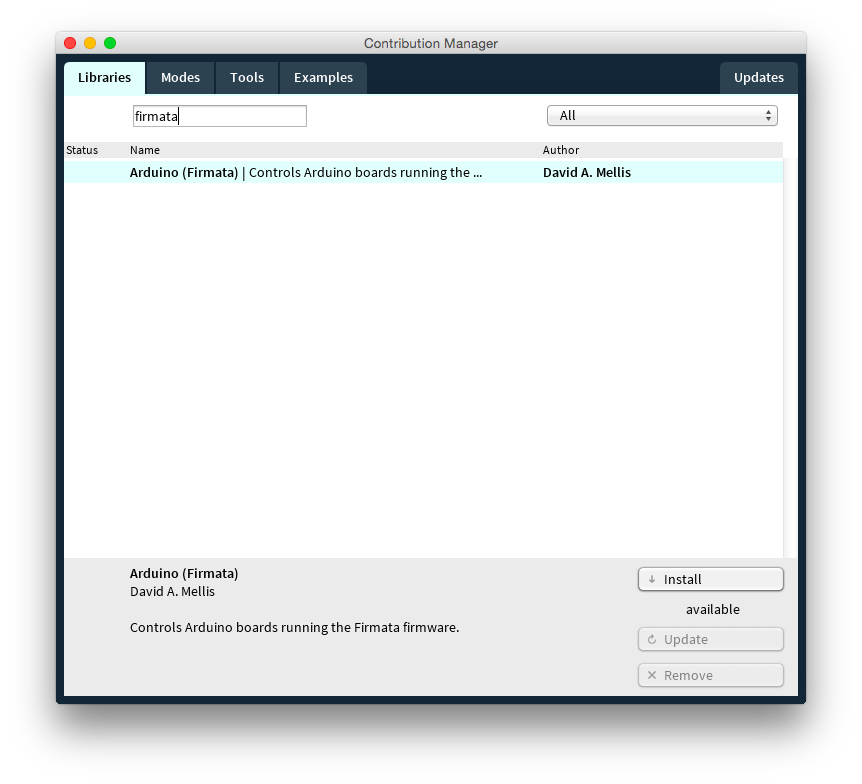 Contribution Manager
Libraries Modes Tools Examples Updates
firmata All
Status Name Author
Arduino (Firmata) | Controls Arduino boards running the ... David A. Mellis
Arduino (Firmata)
David A. Mellis
Controls Arduino boards running the Firmata firmware.
Install
available
Update
Remove